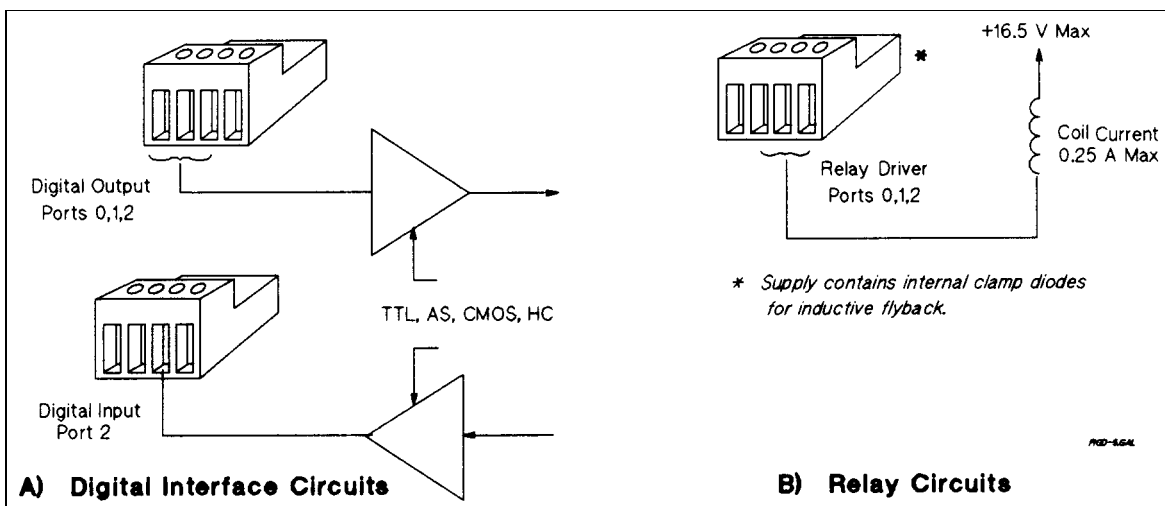 Digital Output
Ports 0,1,2
TTL, AS, CMOS, HC
Digital Input
Port 2
A) Digital Interface Circuits
*
+16.5 V Max
Coil Current
0.25 A Max
Relay Driver
Ports 0,1,2
* Supply contains internal clamp diodes
for inductive flyback.
B) Relay Circuits